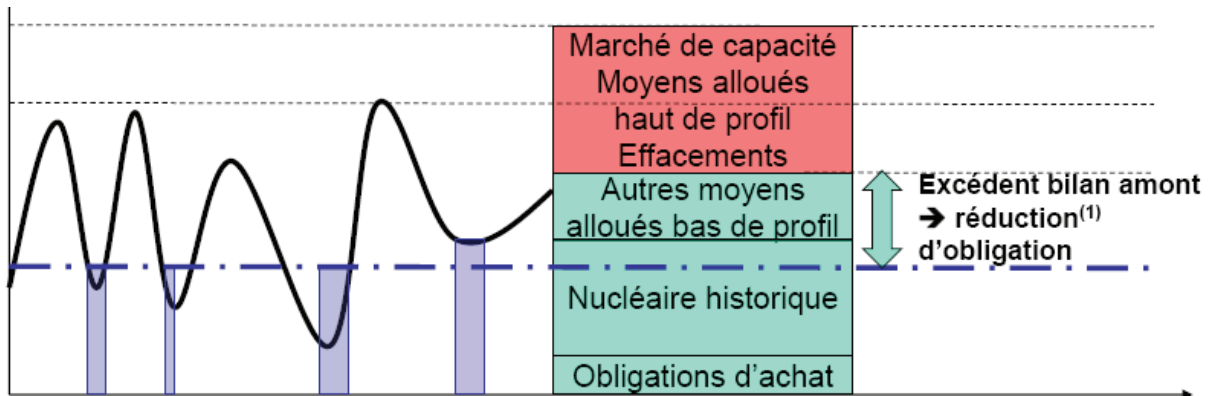 Marché de capacité
Moyens alloués
haut de profil
Effacements
Autres moyens
alloués bas de profil
Nucléaire historique
Obligations d'achat
Excédent bilan amont
➔ réduction(1)
d'obligation